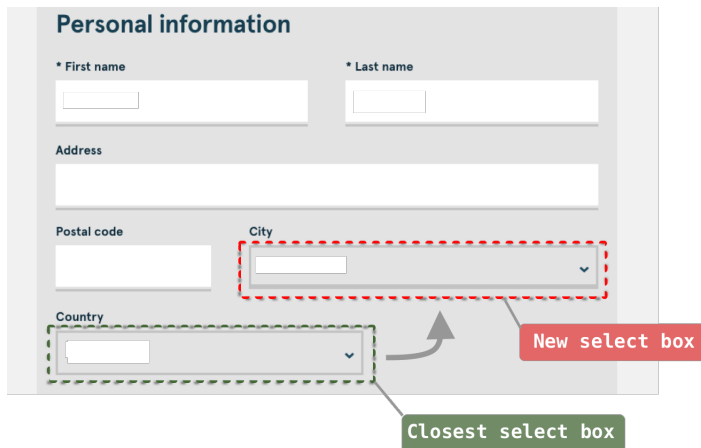 Personal information
* First name
* Last name
Address
Postal code
City
Country
New select box
Closest select box